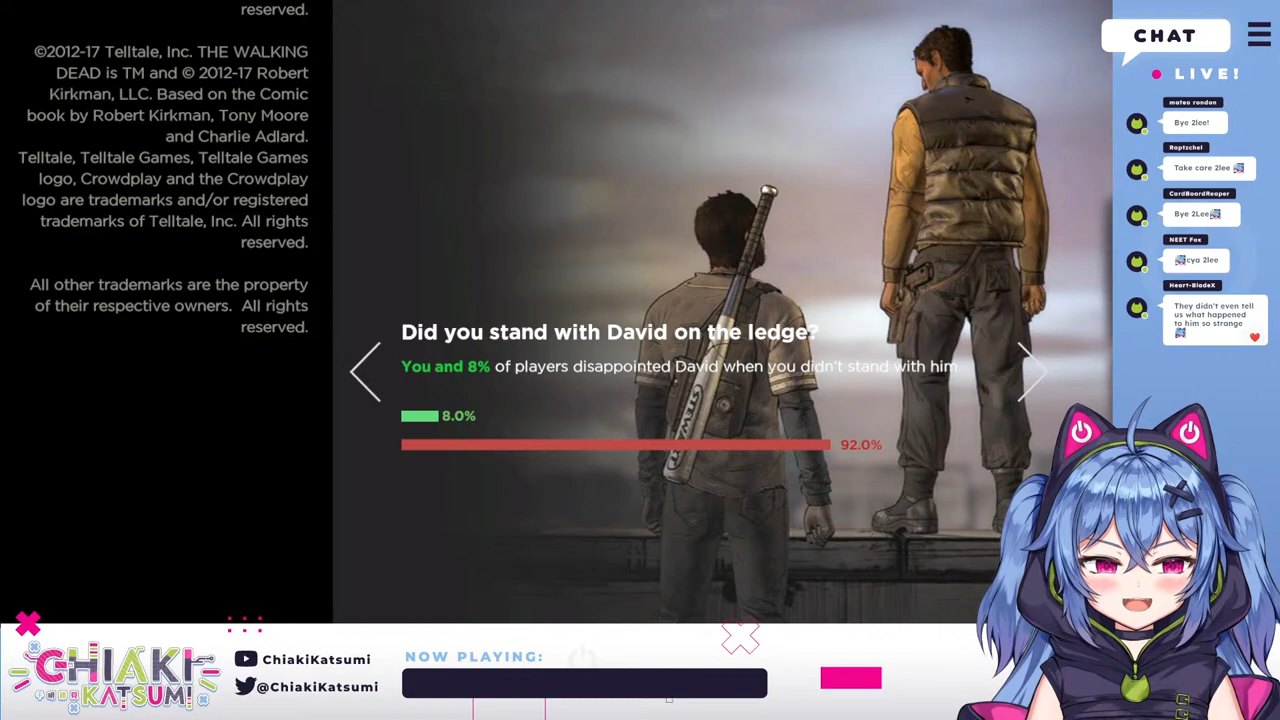 reserved.
©2012-17 Telltale, Inc. THE WALKING
DEAD is TM and © 2012-17 Robert
Kirkman, LLC. Based on the Comic
book by Robert Kirkman, Tony Moore
and Charlie Adlard.
Telltale, Telltale Games, Telltale Games
logo, Crowdplay and the Crowdplay
logo are trademarks and/or registered
trademarks of Telltale, Inc. All rights
reserved.
All other trademarks are the property
of their respective owners.  All rights
reserved.
STEWART
Did you stand with David on the ledge?
You and 8% of players disappointed David when you didn't stand with him.
8.0%
92.0%
CHAT
LIVE!
mateo rondon
Bye 2lee!
Raptzchel
Take care 2lee
CardBoardReaper
Bye 2Lee
NEET Fox
cya 2lee
Heart-BladeX
They didn't even tell
us what happened
to him so strange
CHIAKI
KATSUMI
ChiakiKatsumi
@ChiakiKatsumi
NOW PLAYING: